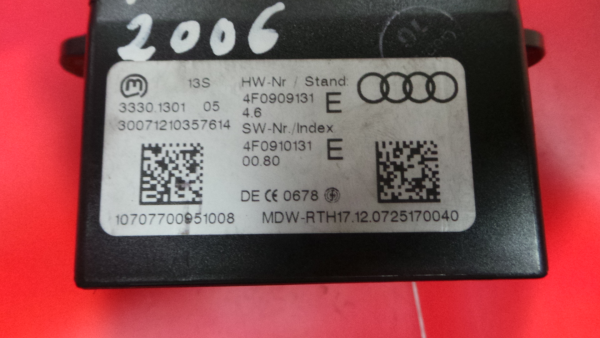 2006
10
13S HW-Nr / Stand
3330.1301 05 4F0909131 E
4.6
30071210357614 SW-Nr./Index
4F0910131 E
00.80
DE CE 0678
10707700951008 MDW-RTH17.12.0725170040